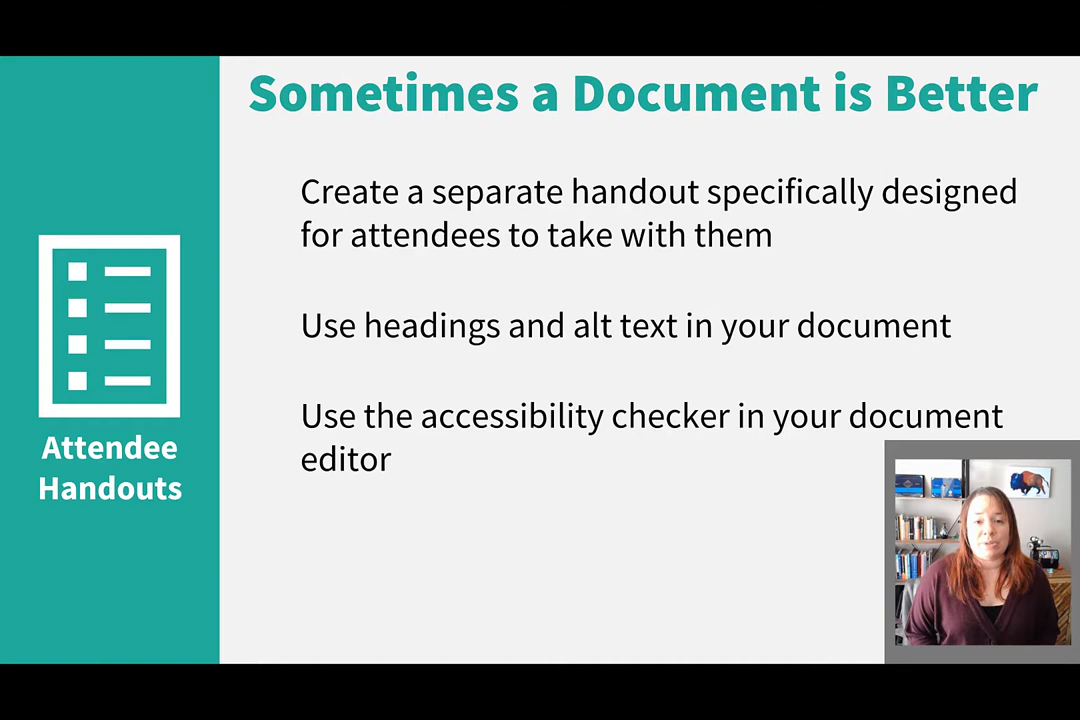 Sometimes a Document is Better
Create a separate handout specifically designed
for attendees to take with them
Use headings and alt text in your document
Use the accessibility checker in your document
editor
Attendee
Handouts